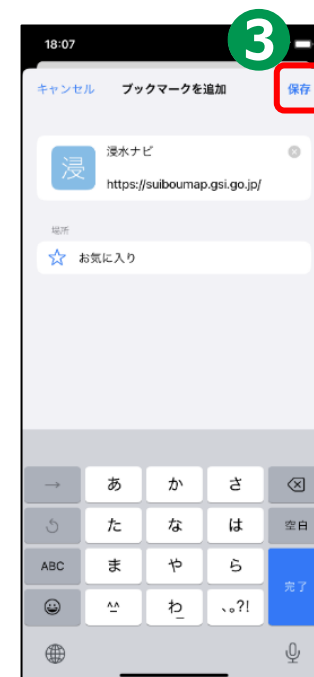 3
18:07
キャンセル ブックマークを追加 保存
浸 浸水ナビ
https://suiboumap.gsi.go.jp/
場所
お気に入り
→ あ か さ
た な は 空白
ABC ま や ら
^^ わ_ 、。?! 完了